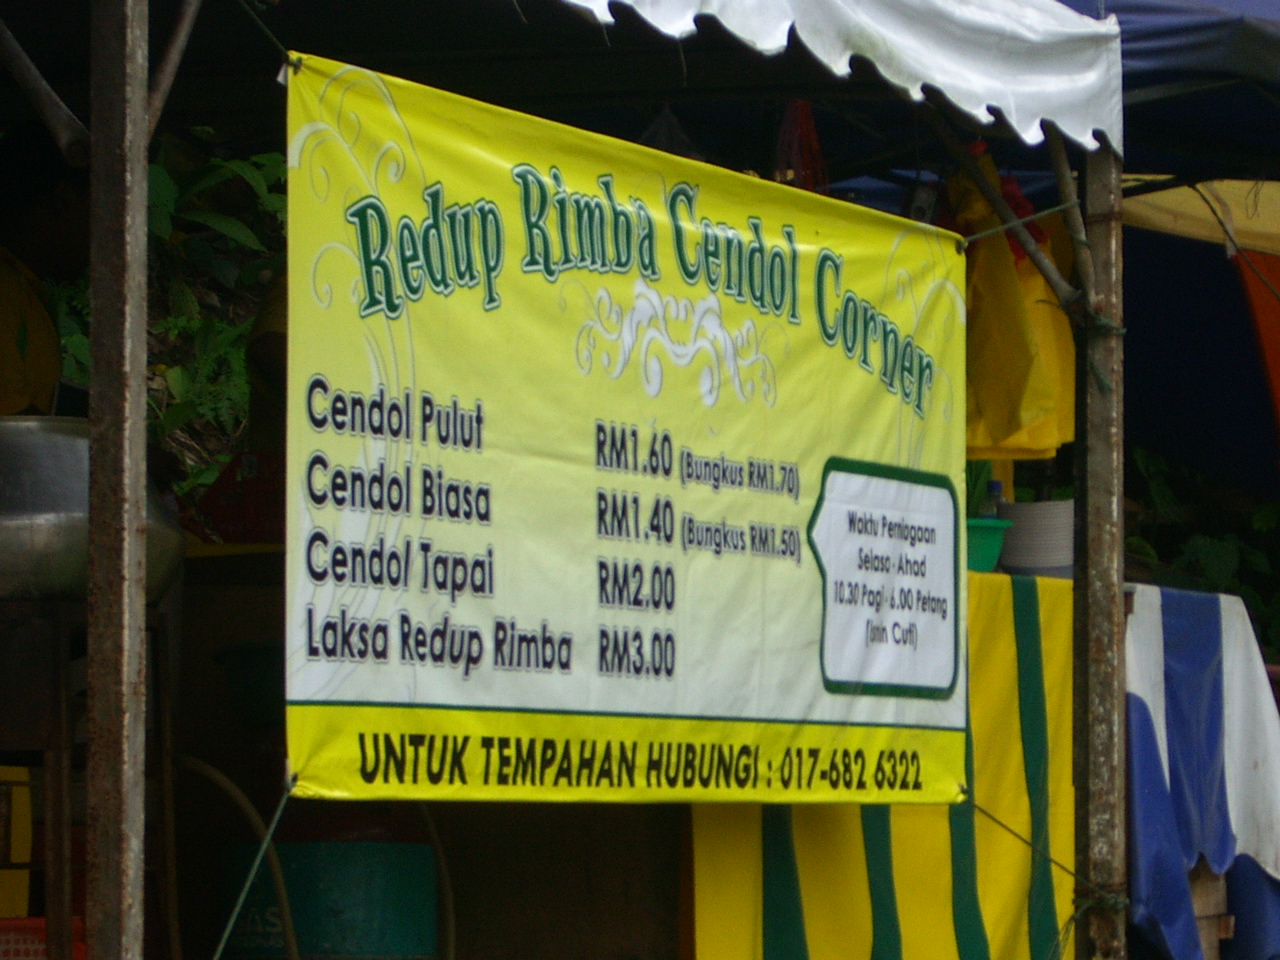 Redup Rimba Cendol Corner
Cendol Pulut RM1.60 (Bungkus RM1.70)
Cendol Biasa RM1.40 (Bungkus RM1.50)
Cendol Tapai RM2.00
Laksa Redup Rimba RM3.00
Waktu Perniagaan
Selasa - Ahad
10.30 Pagi - 6.00 Petang
(Isnin Cuti)
UNTUK TEMPAHAN HUBUNGI : 017-682 6322